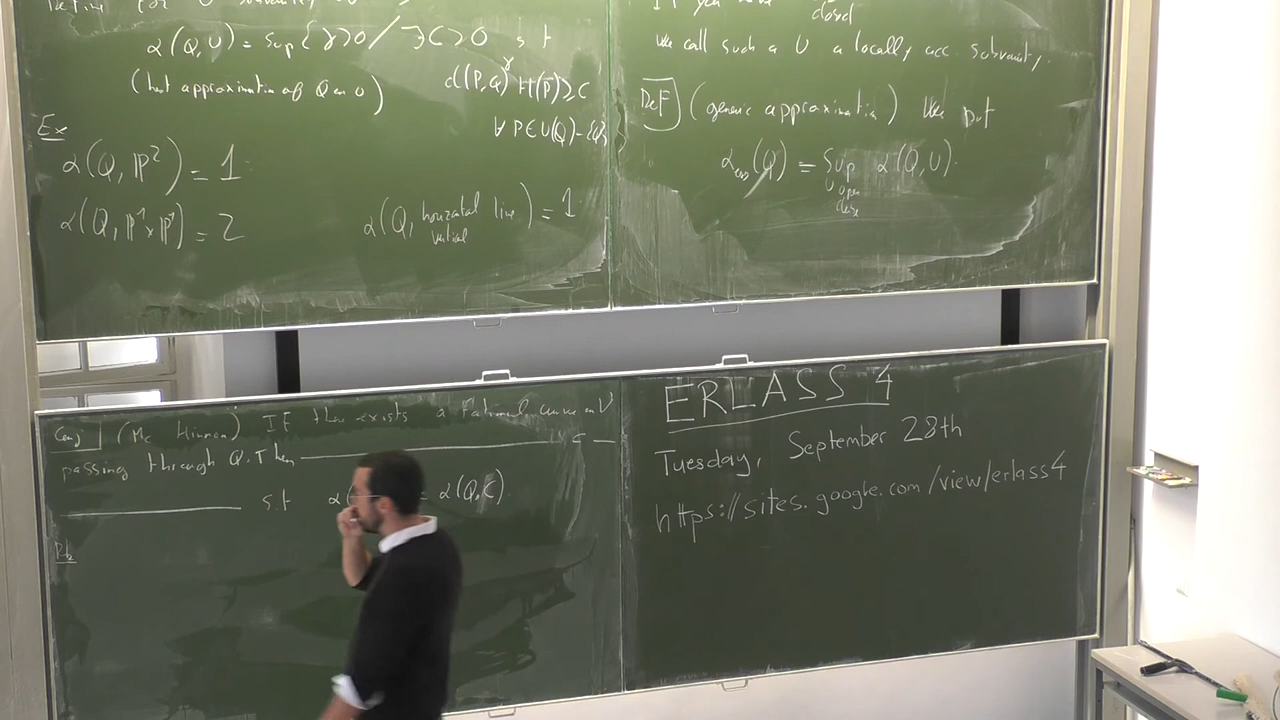 α(Q,U) = Sup{γ>0 / ∃C>0 s.t
d(P,Q)^γ H(P) ≥ C
(best approximation of Q on U)
∀ P∈U(Q)-{Q}
Ex
α(Q, P²) = 1
α(Q, P¹×P¹) = 2
α(Q, horizontal line) = 1
vertical
closed
we call such a U a locally acc. subvariety.
DEF (generic approximation) We put
α_ess(Q) = Sup α(Q,U).
U open
dense
Conj (Mc Kinnon) IF there exists a rational curve on V
passing through Q. Then
s.t = α(Q,C)
Pb
ERLASS 4
Tuesday, September 28th
https://sites.google.com/view/erlass4